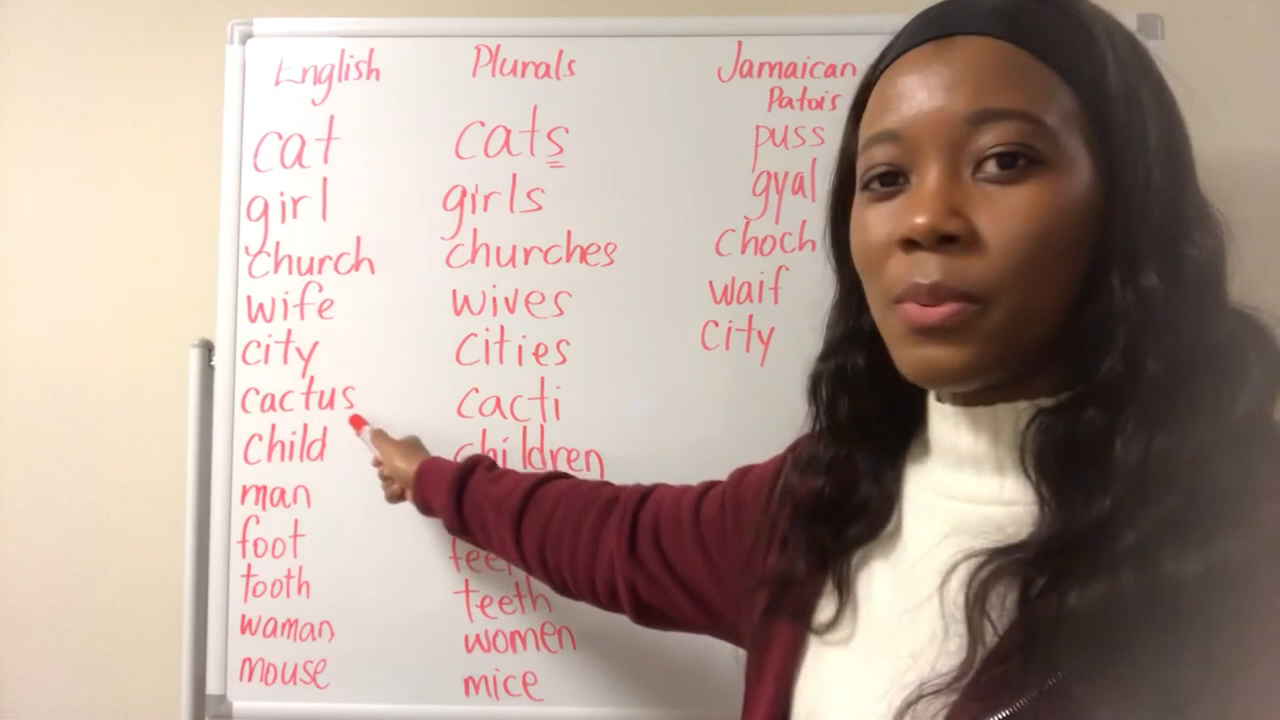 English Plurals Jamaican
Patois
cat cats puss
girl girls gyal
church churches choch
wife wives waif
city cities city
cactus cacti
child children
man
foot
tooth teeth
waman women
mouse mice